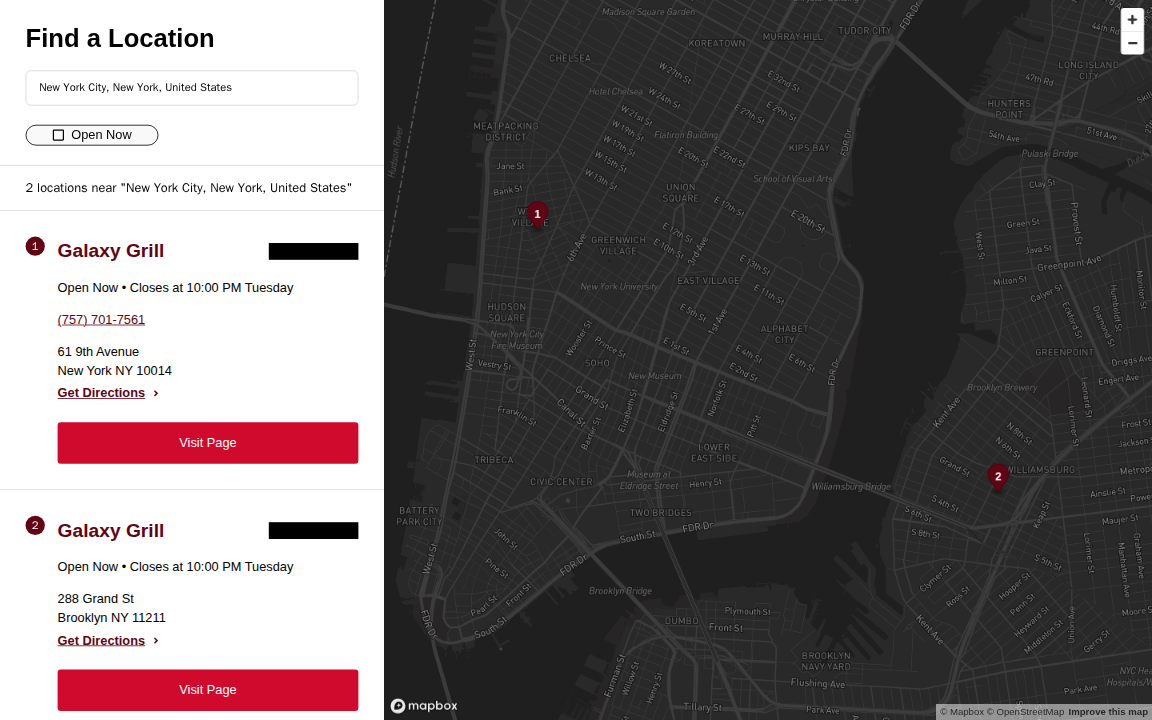 Find a Location
New York City, New York, United States
Open Now
2 locations near "New York City, New York, United States"
1
Galaxy Grill
Open Now • Closes at 10:00 PM Tuesday
(757) 701-7561
61 9th Avenue
New York NY 10014
Get Directions
Visit Page
2
Galaxy Grill
Open Now • Closes at 10:00 PM Tuesday
288 Grand St
Brooklyn NY 11211
Get Directions
Visit Page
Madison Square Garden
FDR Dr
KOREATOWN
MURRAY HILL
TUDOR CITY
44th Rd
+
−
CHELSEA
W 27th St
E 32nd St
LONG ISLAND
CITY
47th Rd
Hotel Chelsea
W 24th St
W 21st St
E 27th St
E 29th St
HUNTERS
POINT
MEATPACKING
DISTRICT
W 19th St
Flatiron Building
FDR Dr
54th Ave
51st Ave
Hudson River
W 17th St
W 15th St
E 20th St
E 22nd St
KIPS BAY
Pulaski Bridge
Jane St
W 13th St
School of Visual Arts
Bank St
UNION
SQUARE
Clay St
E 17th St
E 20th St
1
Provost St
Green St
West St
6th Ave
GREENWICH
VILLAGE
E 12th St
E 10th St
3rd Ave
Java St
Greenpoint Ave
E 13th St
EAST VILLAGE
New York University
E 11th St
Milton St
Calyer St
Monitor St
HUDSON
SQUARE
E 5th St
1st Ave
Eckford St
Diamond St
Humboldt St
New York City
Fire Museum
Wooster St
Prince St
E 1st St
ALPHABET
CITY
E 4th St
E 6th St
GREENPOINT
West St
Vestry St
SOHO
E 2nd St
Driggs Ave
New Museum
FDR Dr
Engert Ave
Brooklyn Brewery
Grand St
Canal St
Elizabeth St
Eldridge St
Norfolk St
Pitt St
Kent Ave
Leonard St
Lorimer St
Franklin St
Baxter St
N 8th St
N 6th St
Frost St
Jackson S
TRIBECA
LOWER
EAST SIDE
Grand St
2
WILLIAMSBURG
Metropo
CIVIC CENTER
Museum at
Eldridge Street
Henry St
Williamsburg Bridge
Ainslie St
BATTERY
PARK CITY
TWO BRIDGES
S 4th St
S 6th St
Keap St
Maujer St
FDR Dr
South St
John St
S 8th St
Lorimer St
Manhattan Ave
Graham Ave
West St
Pine St
FDR Dr
Clymer St
Ross St
Hooper St
S 5th St
Penn St
Brooklyn Bridge
Pearl St
Front St
FDR Dr
South St
DUMBO
Plymouth St
Front St
Kent Ave
Heyward St
Middleton St
Union Ave
Moore S
Gerry St
Furman St
Willow St
Henry St
BROOKLYN
NAVY YARD
Flushing Ave
NYC Hea
Hospitals/W
Park Ave
Tillary St
Park Ave
mapbox
© Mapbox © OpenStreetMap Improve this map